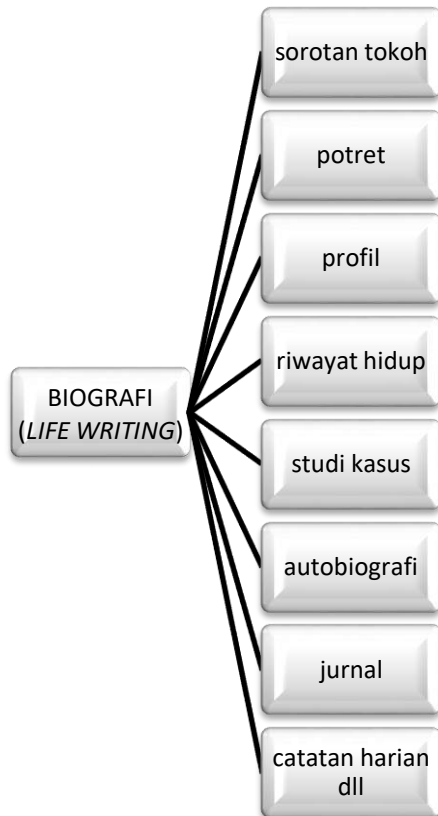 sorotan tokoh
potret
profil
riwayat hidup
BIOGRAFI
(LIFE WRITING)
studi kasus
autobiografi
jurnal
catatan harian
dll